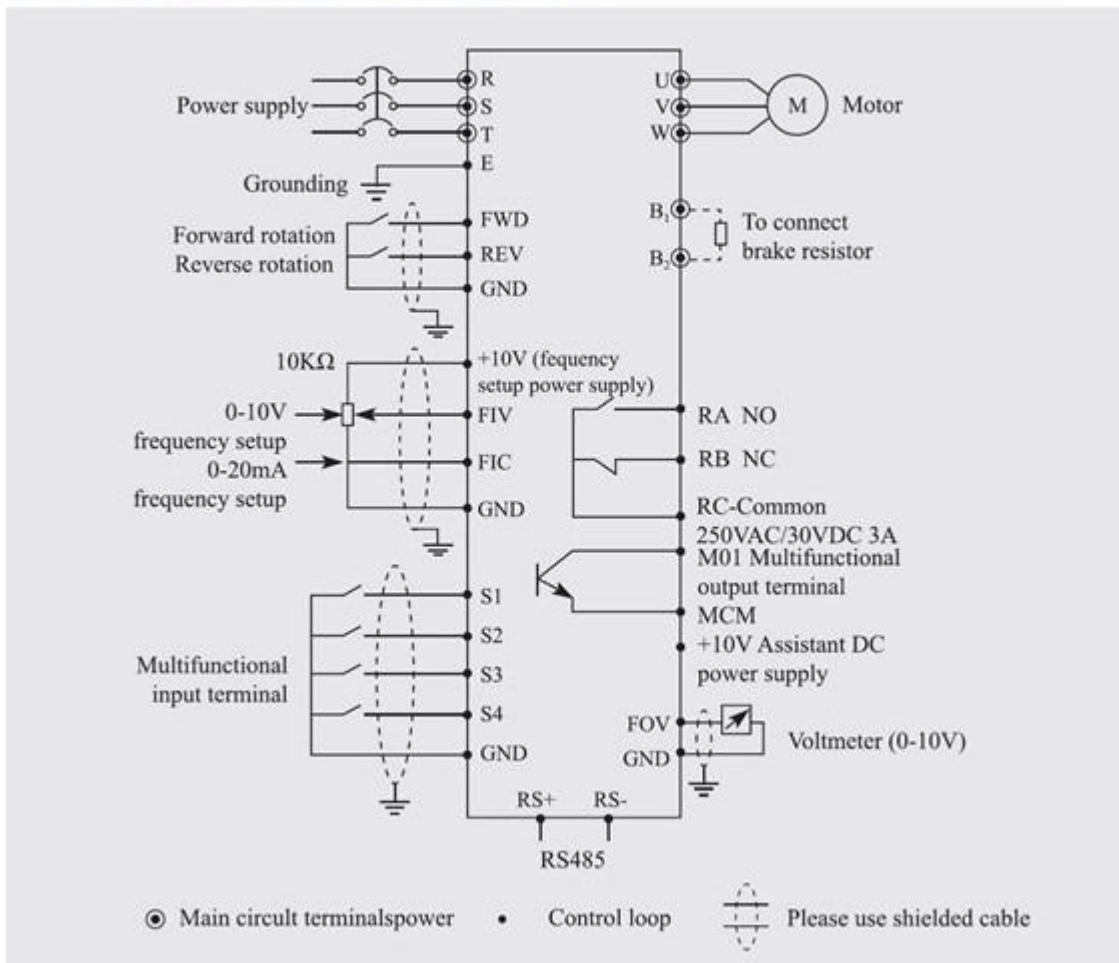 R
S
Power supply
T
E
Grounding
FWD
Forward rotation
REV
Reverse rotation
GND
10KΩ
+10V (fequency
setup power supply)
0-10V
FIV
frequency setup
0-20mA
FIC
frequency setup
GND
S1
S2
Multifunctional
S3
input terminal
S4
GND
U
V
M
Motor
W
B1
To connect
brake resistor
B2
RA NO
RB NC
RC-Common
250VAC/30VDC 3A
M01 Multifunctional
output terminal
MCM
+10V Assistant DC
power supply
FOV
Voltmeter (0-10V)
GND
RS+ RS-
RS485
Main circult terminalspower
Control loop
Please use shielded cable